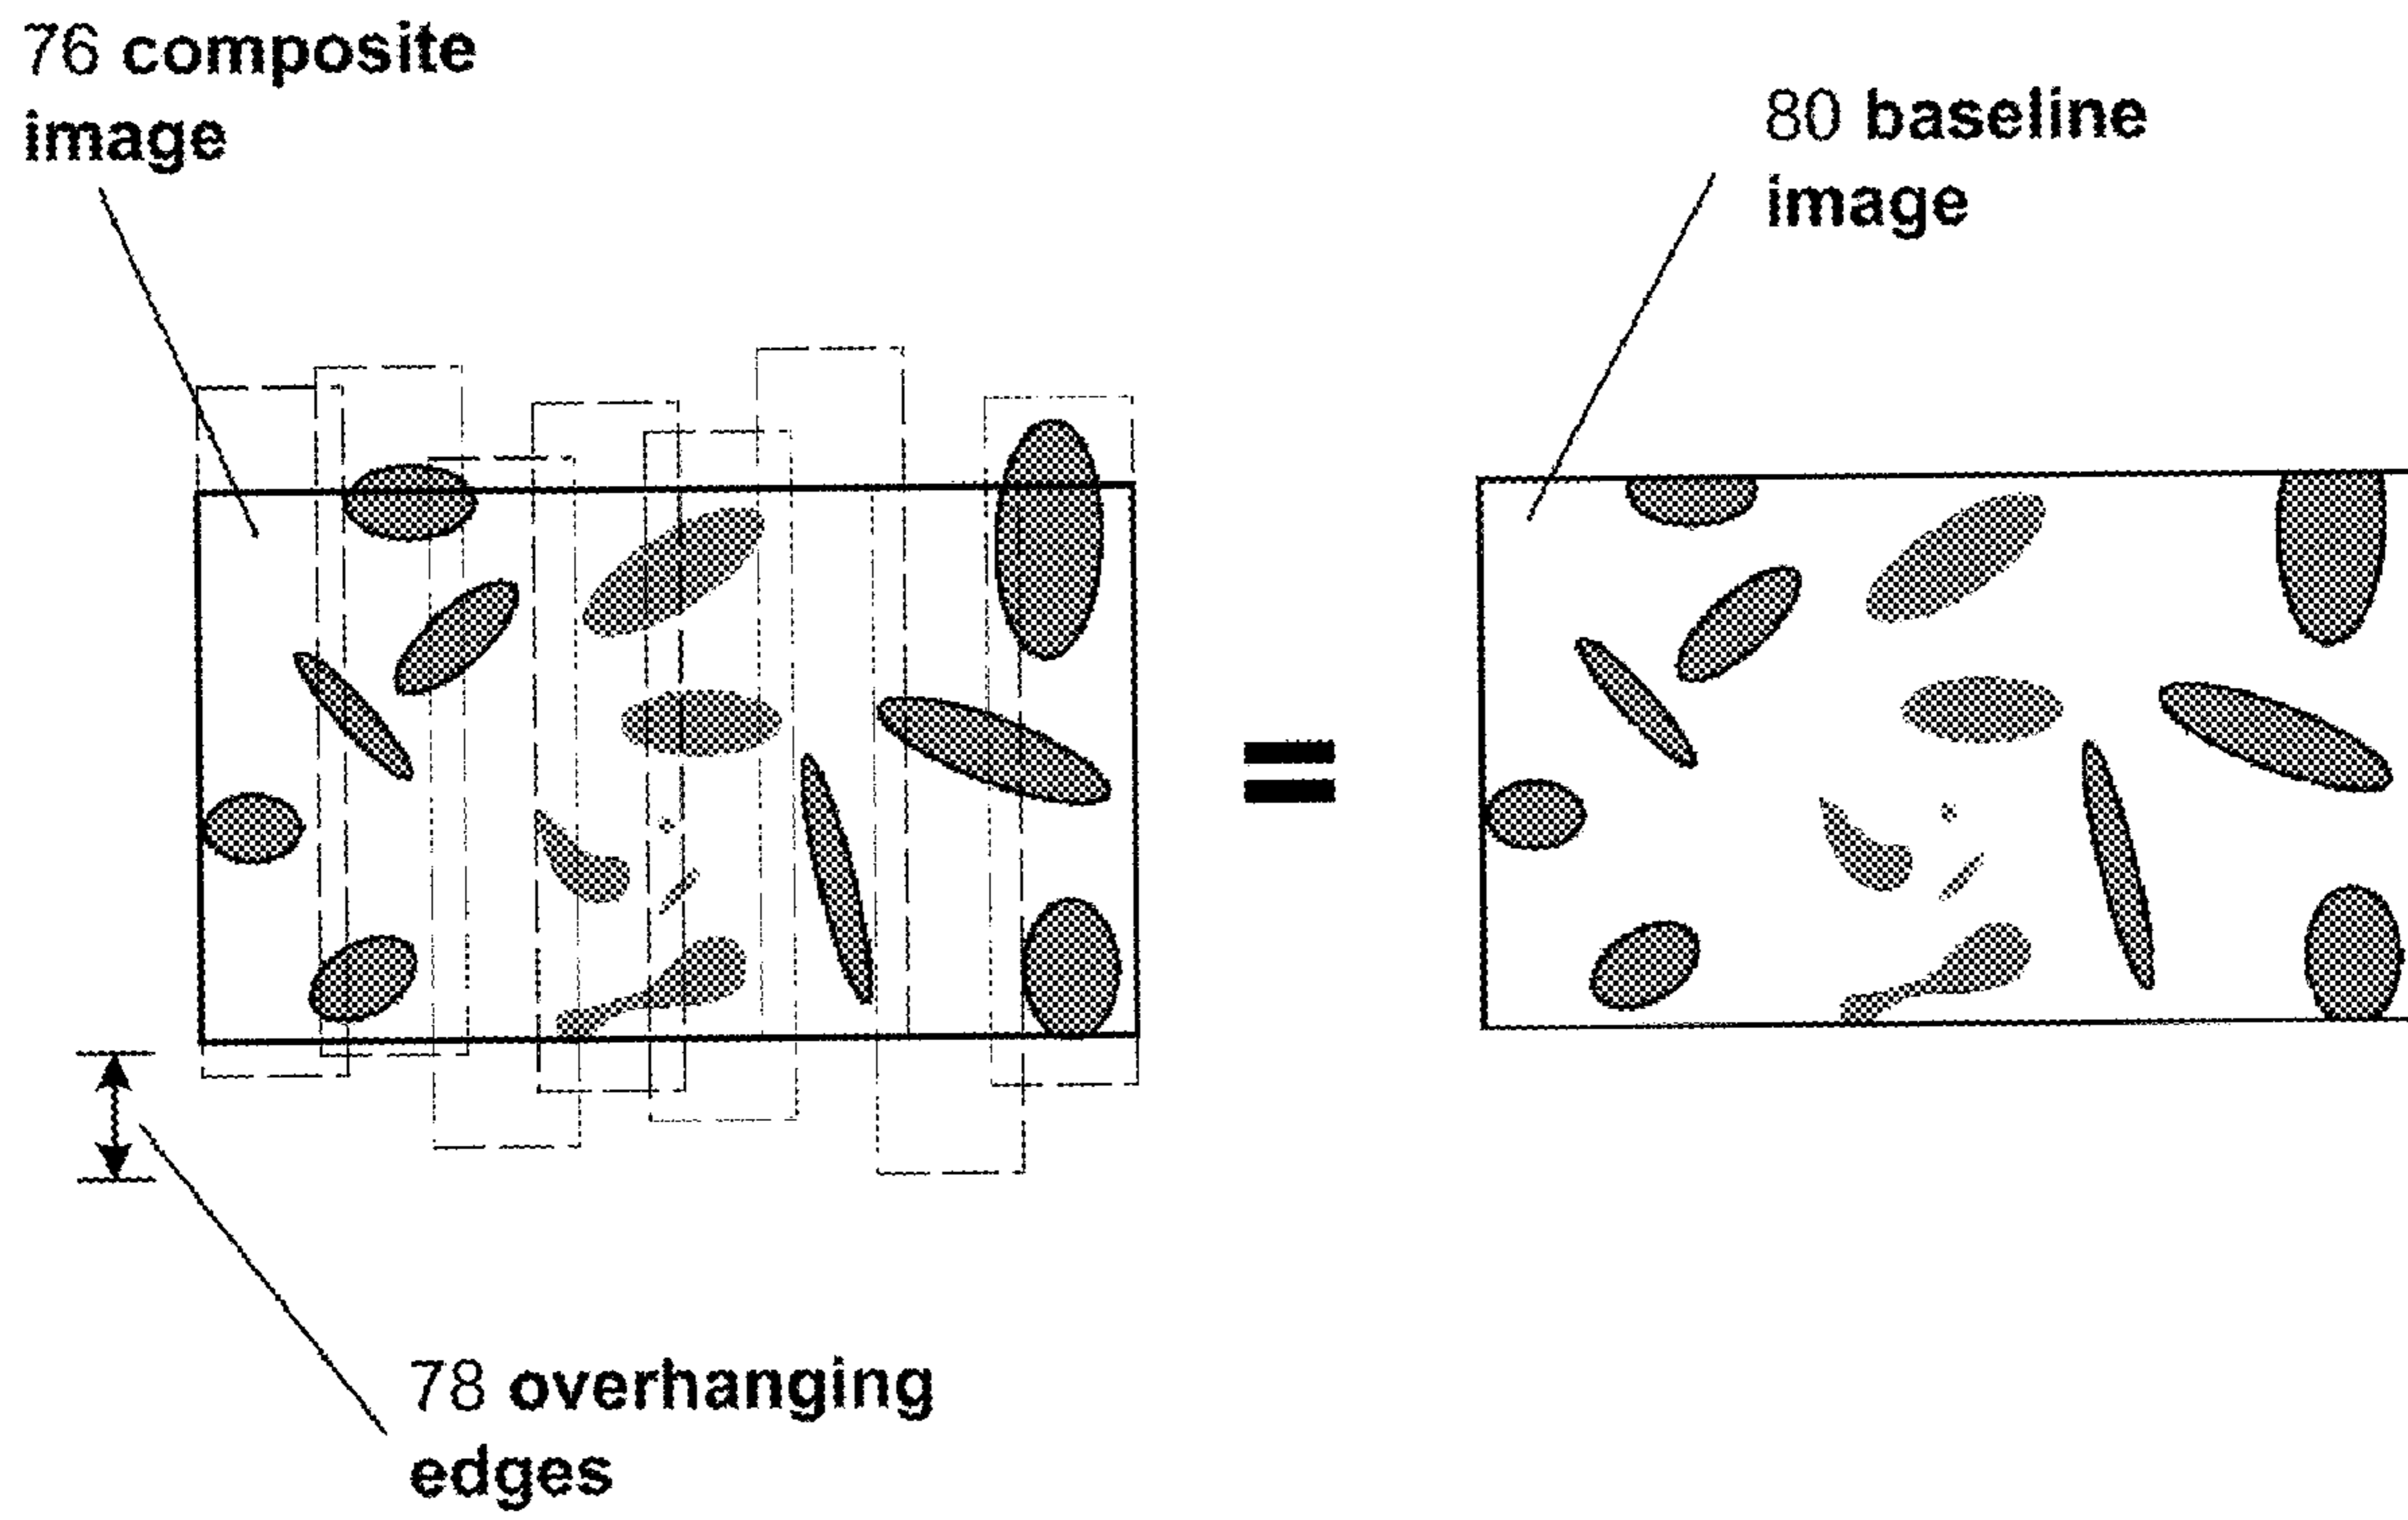 76 composite
image
80 baseline
image
=
78 overhanging
edges